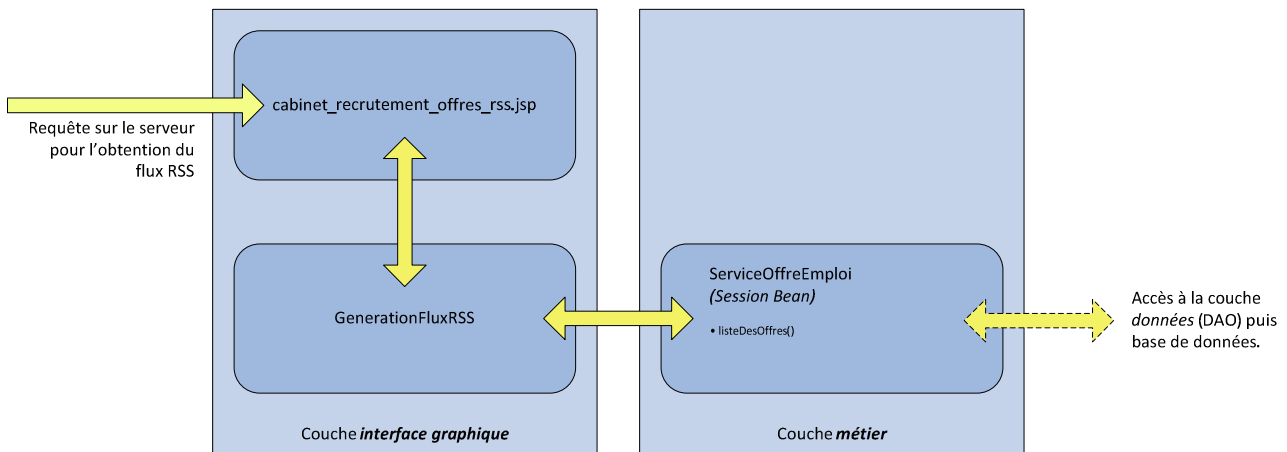 cabinet_recrutement_offres_rss.jsp
Requête sur le serveur
pour l'obtention du
flux RSS
GenerationFluxRSS
Couche interface graphique
ServiceOffreEmploi
(Session Bean)
• listeDesOffres()
Couche métier
Accès à la couche
données (DAO) puis
base de données.